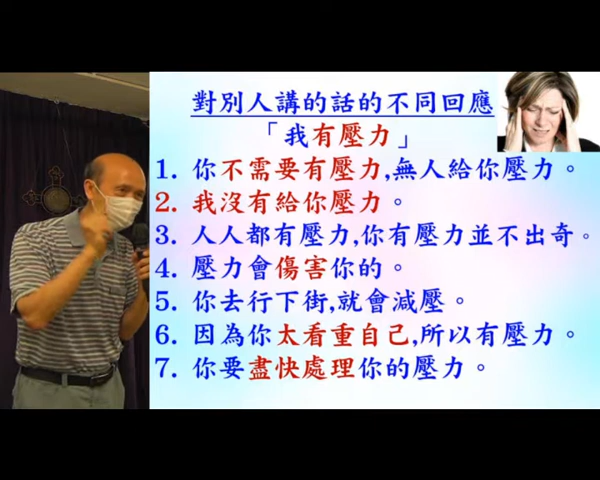 對別人講的話的不同回應
「我有壓力」
1. 你不需要有壓力,無人給你壓力。
2. 我沒有給你壓力。
3. 人人都有壓力,你有壓力並不出奇。
4. 壓力會傷害你的。
5. 你去行下街,就會減壓。
6. 因為你太看重自己,所以有壓力。
7. 你要盡快處理你的壓力。